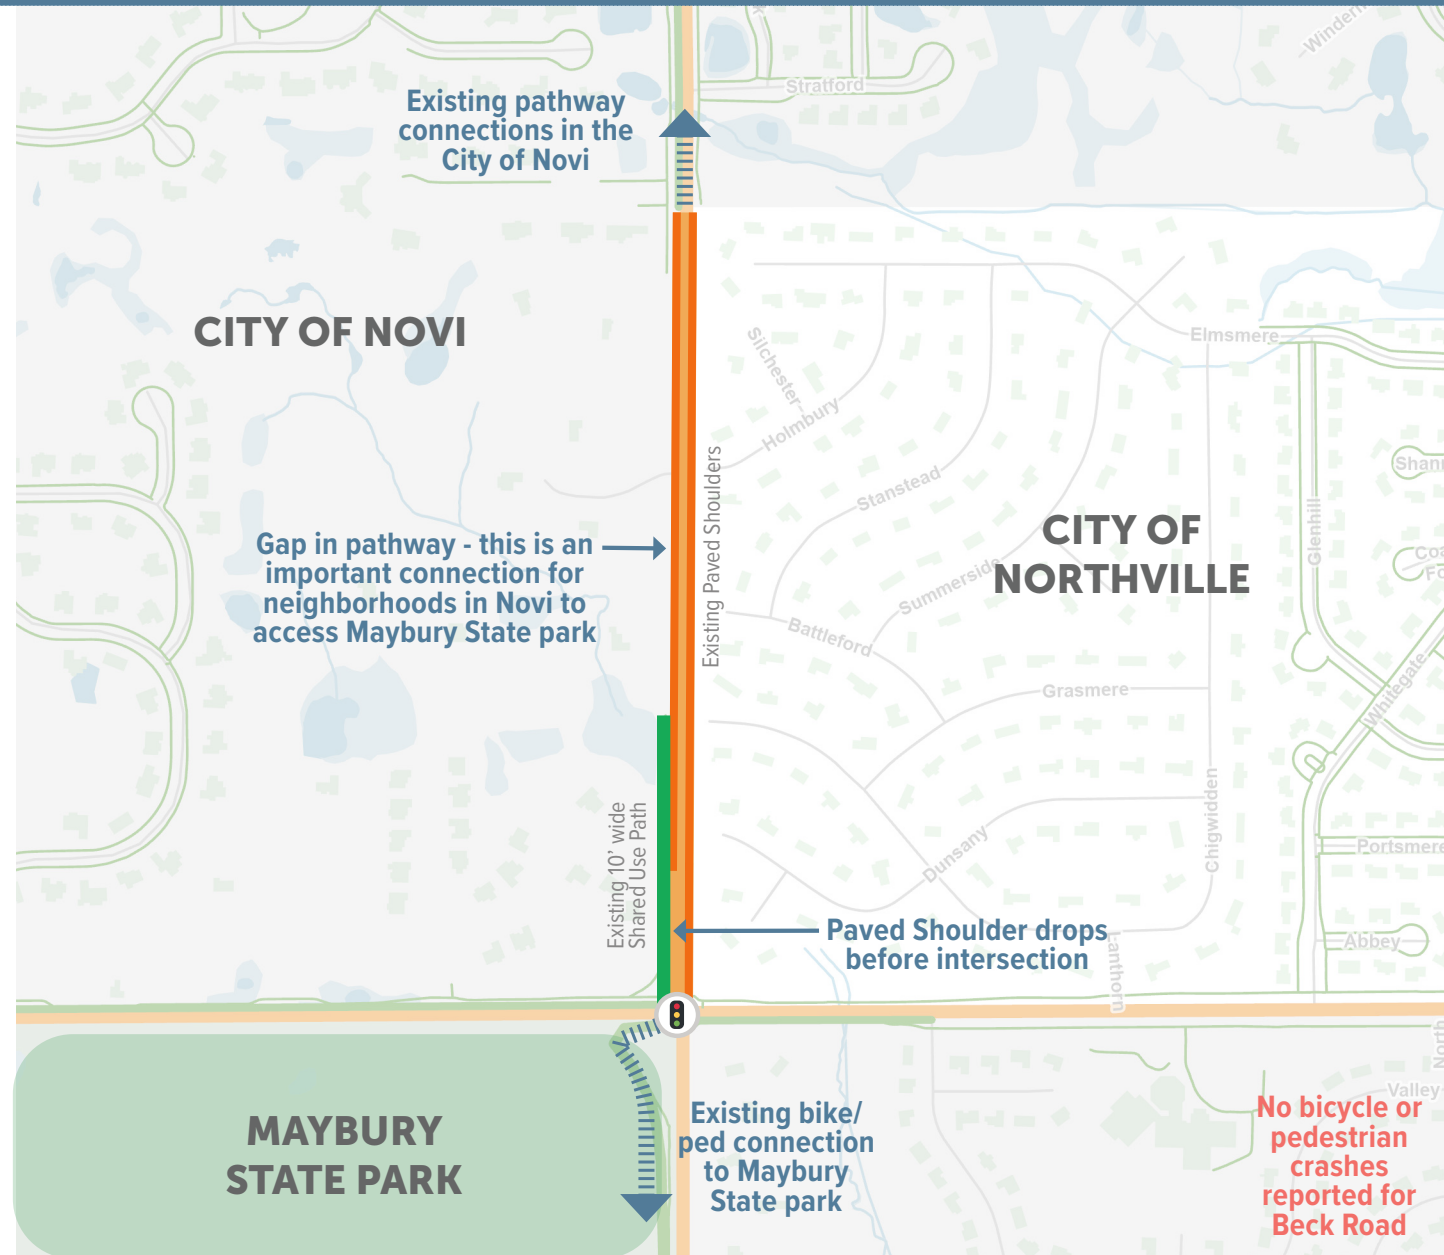 Windern
Stratford
Existing pathway
connections in the
City of Novi
CITY OF NOVI
Silchester
Holmbury
Elmsmere
Stanstead
Shann
Existing Paved Shoulders
Gap in pathway - this is an
important connection for
neighborhoods in Novi to
access Maybury State park
CITY OF
NORTHVILLE
Glenhill
Summerside
Battleford
Grasmere
Whitegate
Existing 10' wide
Shared Use Path
Dunsany
Chigwidden
Portsmere
Paved Shoulder drops
before intersection
Lanthorn
Abbey
North
Valley
MAYBURY
STATE PARK
Existing bike/
ped connection
to Maybury
State park
No bicycle or
pedestrian
crashes
reported for
Beck Road